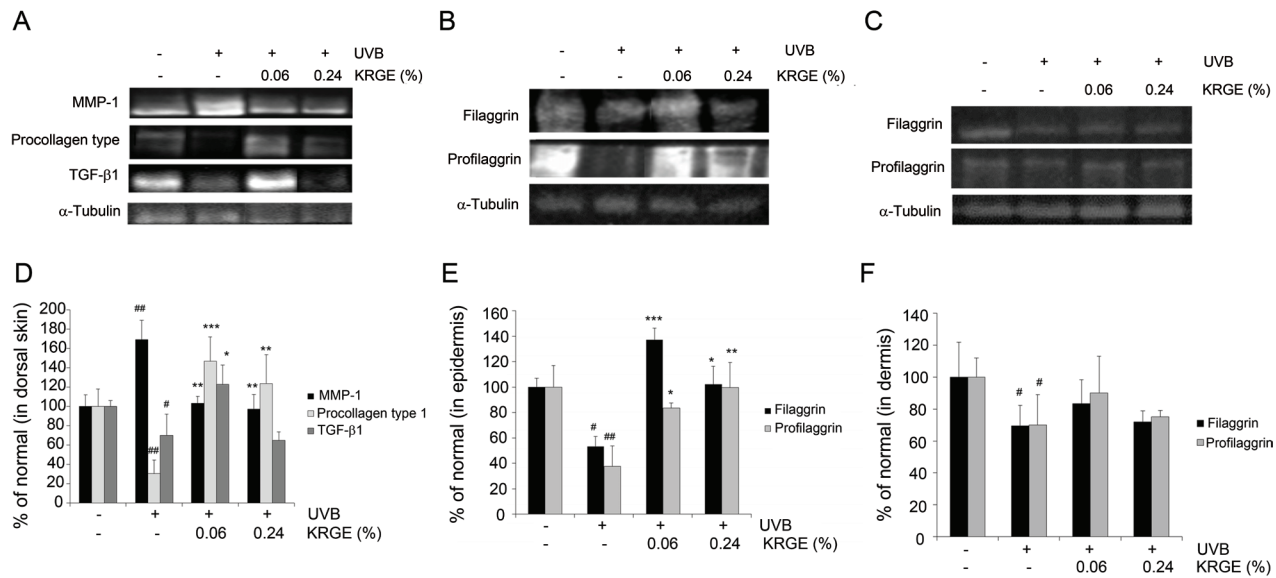 A
- + + + UVB
- - 0.06 0.24 KRGE (%)
MMP-1
Procollagen type
TGF-β1
α-Tubulin
B
- + + + UVB
- - 0.06 0.24 KRGE (%)
Filaggrin
Profilaggrin
α-Tubulin
C
- + + + UVB
- - 0.06 0.24 KRGE (%)
Filaggrin
Profilaggrin
α-Tubulin
D
% of normal (in dorsal skin)
200
180
160
140
120
100
80
60
40
20
0
##
##
#
**
***
*
**
**
MMP-1
Procollagen type 1
TGF-β1
- + + + UVB
- - 0.06 0.24 KRGE (%)
E
% of normal (in epidermis)
160
140
120
100
80
60
40
20
0
#
##
***
*
*
**
Filaggrin
Profilaggrin
- + + + UVB
- - 0.06 0.24 KRGE (%)
F
% of normal (in dermis)
140
120
100
80
60
40
20
0
#
#
Filaggrin
Profilaggrin
- + + + UVB
- - 0.06 0.24 KRGE (%)